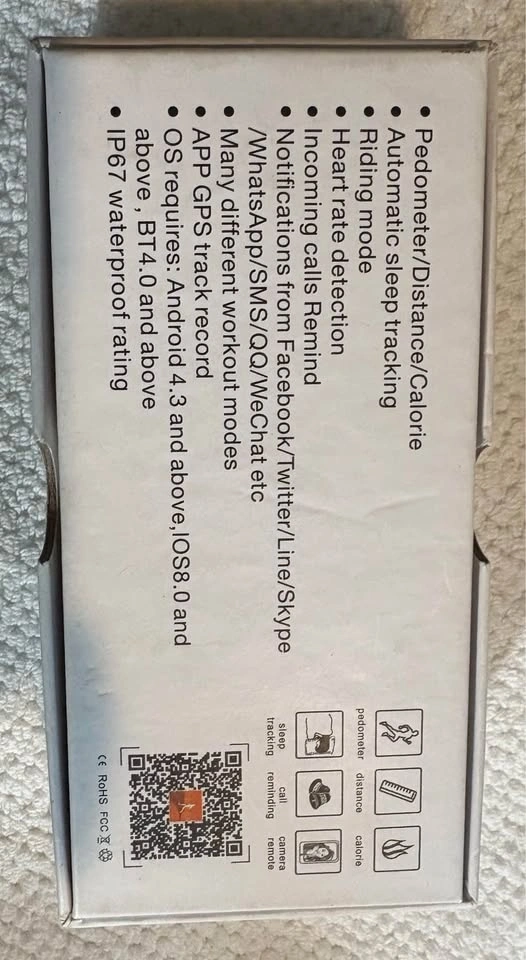 ● Pedometer/Distance/Calorie
● Automatic sleep tracking
● Riding mode
● Heart rate detection
● Incoming calls Remind
● Notifications from Facebook/Twitter/Line/Skype
/WhatsApp/SMS/QQ/WeChat etc
● Many different workout modes
● APP GPS track record
● OS requires: Android 4.3 and above,IOS8.0 and
above , BT4.0 and above
● IP67 waterproof rating
pedometer distance calorie
sleep tracking
call reminding
camera remote
CE RoHS FCC